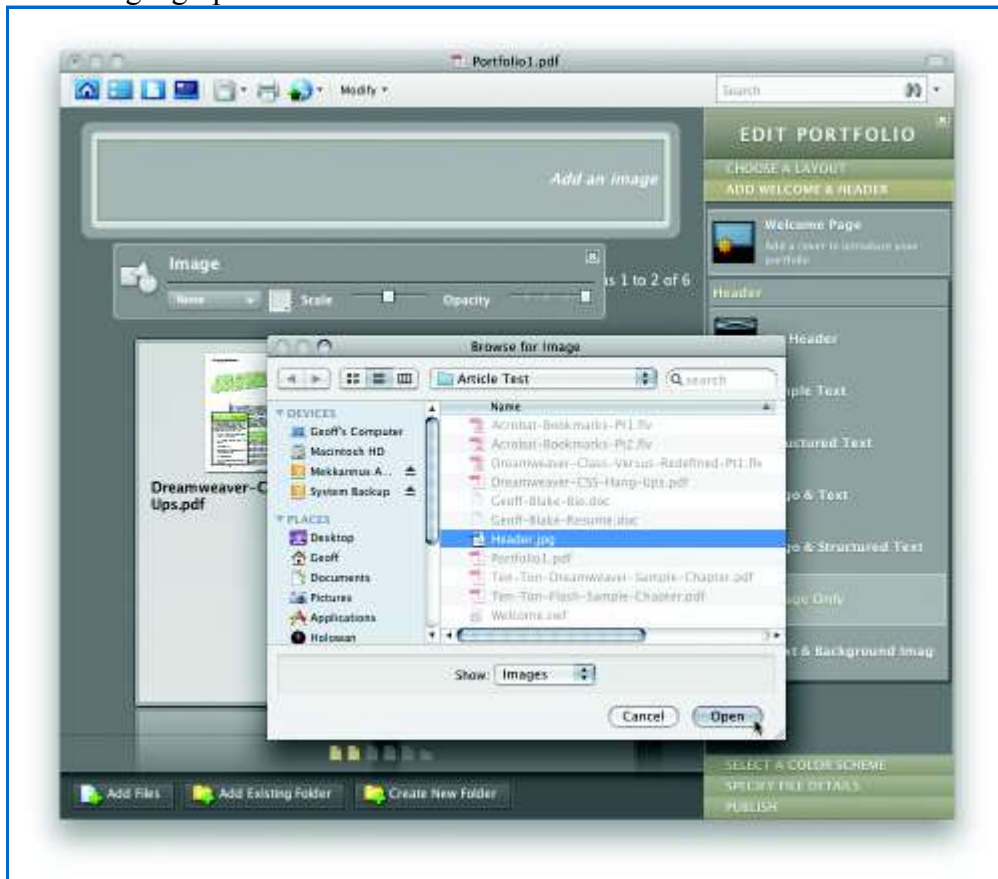 Portfolio1.pdf
Modify
Search
EDIT PORTFOLIO
CHOOSE A LAYOUT
ADD WELCOME & HEADER
Add an image
Welcome Page
Add a cover to introduce your
portfolio
Image
None
Scale
Opacity
s 1 to 2 of 6
Header
Header
Browse for Image
Article Test
search
Name
DEVICES
Geoff's Computer
Macintosh HD
Mekkannus A...
System Backup
PLACES
Desktop
Geoff
Documents
Pictures
Applications
Holowan
Acrobat-Bookmarks-Pt1.flv
Acrobat-Bookmarks-Pt2.flv
Dreamweaver-Class-Versus-Redefined-Pt1.flv
Dreamweaver-CSS-Hang-Ups.pdf
Geoff-Blake-Bio.doc
Geoff-Blake-Resume.doc
Header.jpg
Portfolio1.pdf
Ten-Ton-Dreamweaver-Sample-Chapter.pdf
Ten-Ton-Flash-Sample-Chapter.pdf
Welcome.swf
ple Text
uctured Text
o & Text
o & Structured Text
ge Only
xt & Background Imag
Dreamweaver-C
Ups.pdf
Show: Images
Cancel
Open
SELECT A COLOR SCHEME
SPECIFY FILE DETAILS
PUBLISH
Add Files
Add Existing Folder
Create New Folder